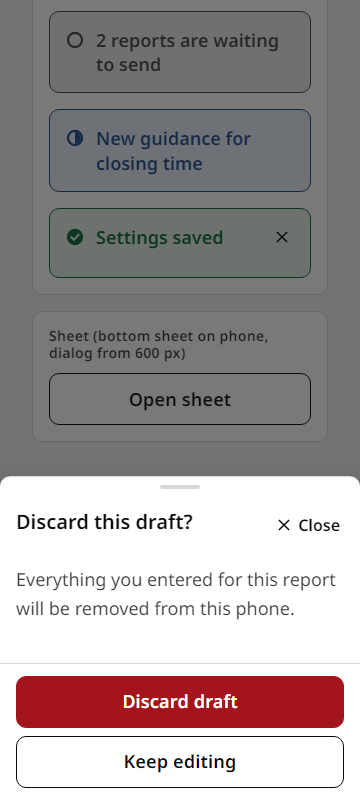 2 reports are waiting
to send
New guidance for
closing time
Settings saved
Sheet (bottom sheet on phone,
dialog from 600 px)
Open sheet
Discard this draft?
Close
Everything you entered for this report
will be removed from this phone.
Discard draft
Keep editing